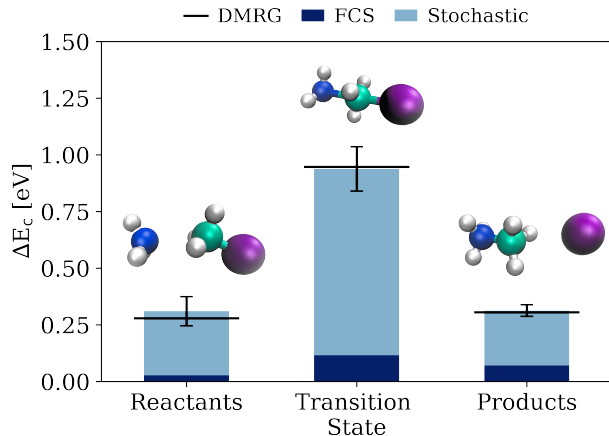 DMRG FCS Stochastic
1.50
1.25
1.00
0.75
0.50
0.25
0.00
ΔE_c [eV]
Reactants Transition State Products